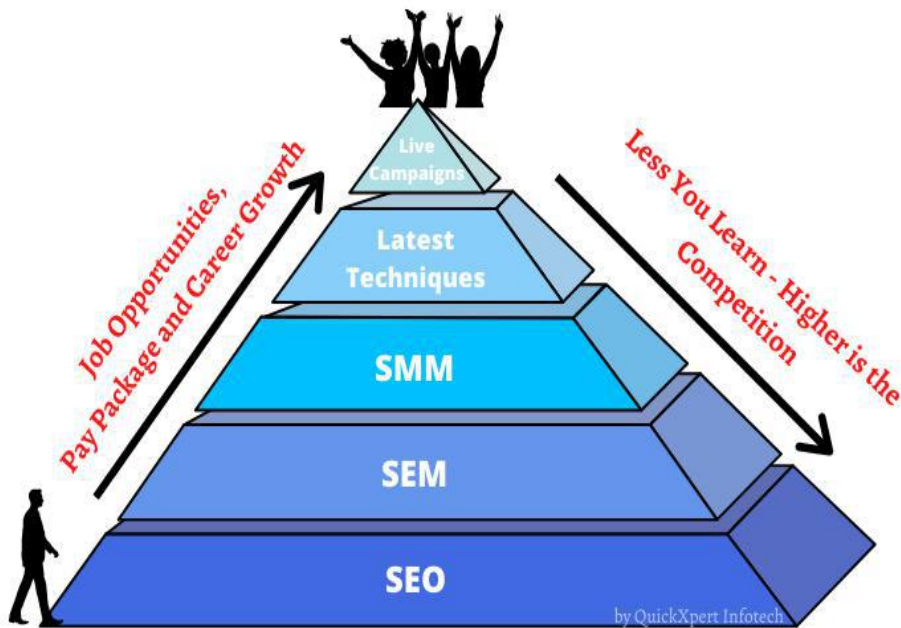 Live
Campaigns
Latest
Techniques
SMM
SEM
SEO
Job Opportunities,
Pay Package and Career Growth
Less You Learn - Higher is the
Competition
by QuickXpert Infotech